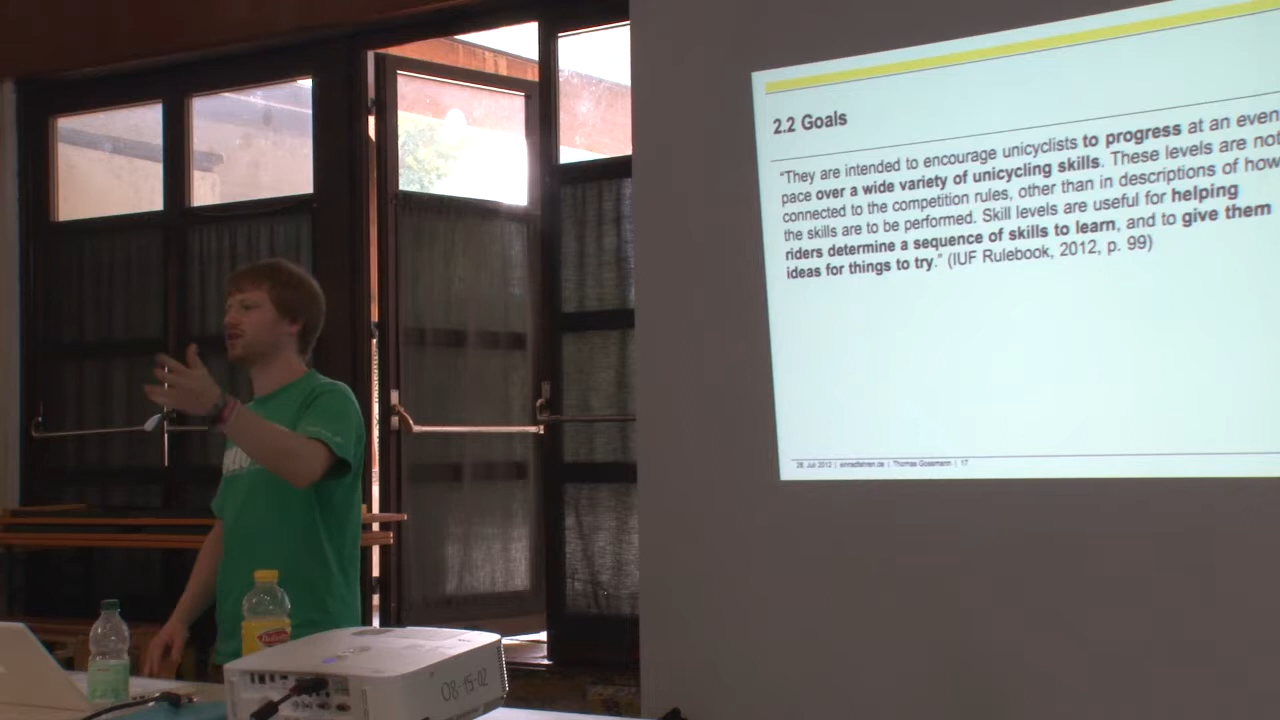 2.2 Goals
“They are intended to encourage unicyclists to progress at an even
pace over a wide variety of unicycling skills. These levels are not
connected to the competition rules, other than in descriptions of how
the skills are to be performed. Skill levels are useful for helping
riders determine a sequence of skills to learn, and to give them
ideas for things to try.” (IUF Rulebook, 2012, p. 99)
28. Juli 2012 | einradfahren.de | Thomas Gossmann | 17
08-15-02